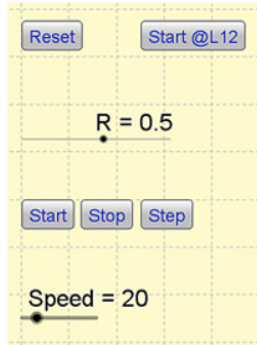 Reset Start @L12
R = 0.5
Start Stop Step
Speed = 20